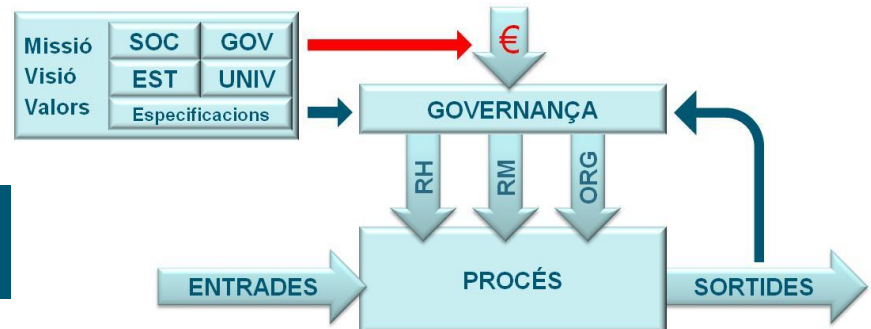 Missió
Visió
Valors
SOC GOV
EST UNIV
Especificacions
€
GOVERNANÇA
RH RM ORG
ENTRADES
PROCÉS
SORTIDES